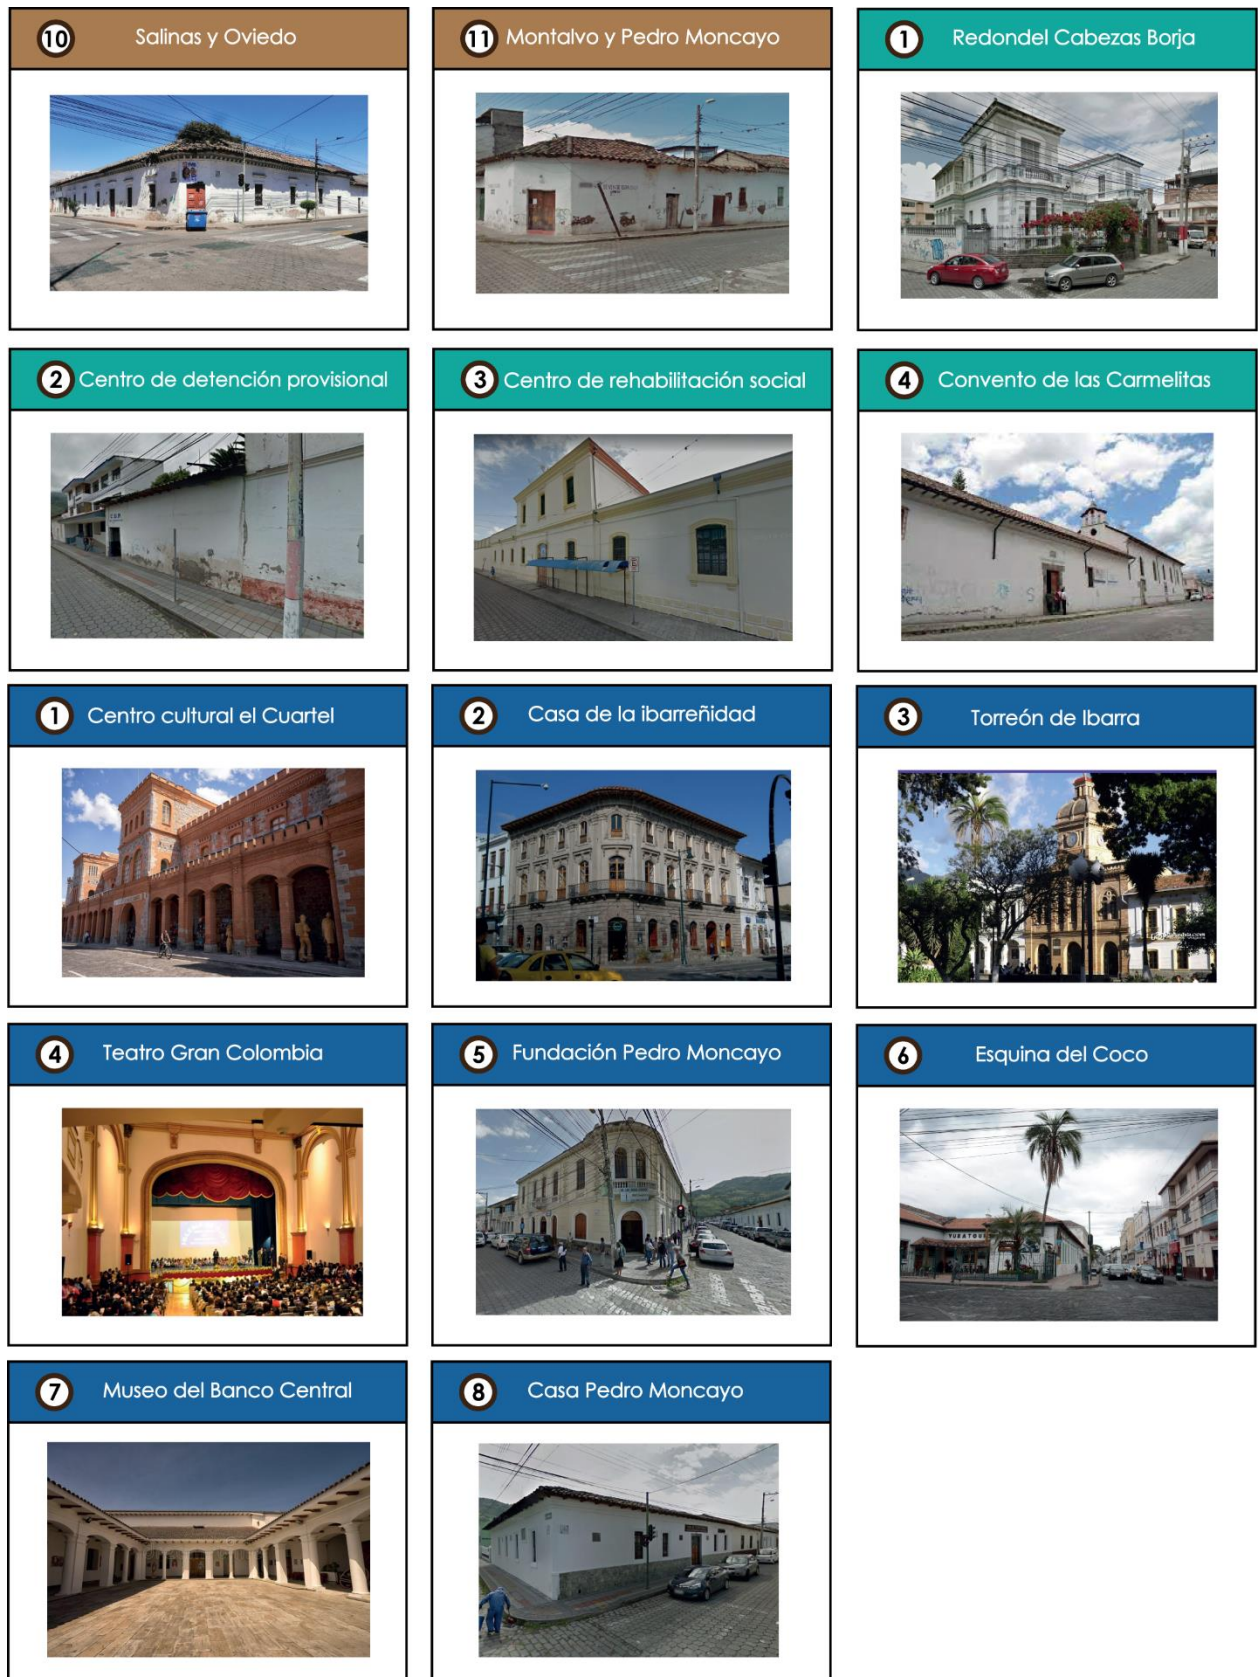 10 Salinas y Oviedo
11 Montalvo y Pedro Moncayo
1 Redondel Cabezas Borja
2 Centro de detención provisional
3 Centro de rehabilitación social
4 Convento de las Carmelitas
1 Centro cultural el Cuartel
2 Casa de la ibarreñidad
3 Torreón de Ibarra
4 Teatro Gran Colombia
5 Fundación Pedro Moncayo
6 Esquina del Coco
7 Museo del Banco Central
8 Casa Pedro Moncayo